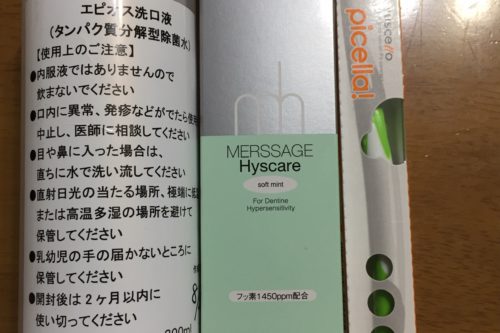 エピオス洗口液
(タンパク質分解型除菌水)
【使用上のご注意】
●内服液ではありませんので
飲まないでください
●口内に異常、発疹などがでたら使用
中止し、医師に相談してください
●目や鼻に入った場合は、
直ちに水で洗い流してください
●直射日光の当たる場所、極端に低温
または高温多湿の場所を避けて
保管してください
●乳幼児の手の届かないところに
保管してください
●開封後は2ヶ月以内に
使い切ってください
MERSSAGE
Hyscare
soft mint
For Dentine
Hypersensitivity
フッ素1450ppm配合
ruscello
picella!